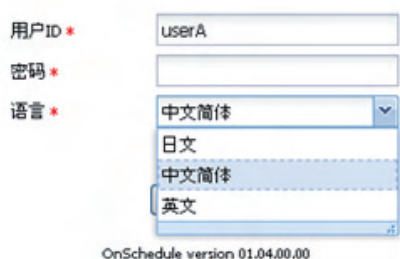 用户ID * userA
密码 *
语言 * 中文简体
日文
中文简体
英文
OnSchedule version 01.04.00.00